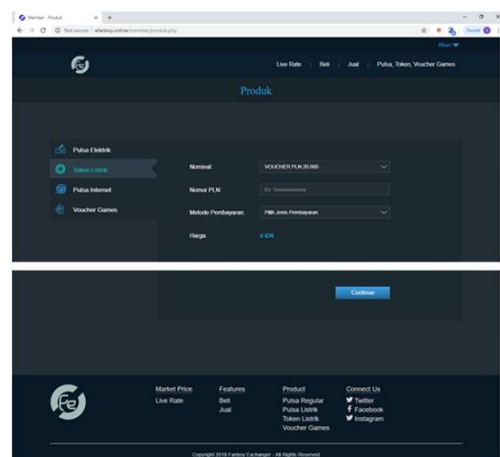 Member - Produk
Not secure | efanboy.online/member/produk.php
Paused
Akun
Live Rate | Beli | Jual | Pulsa, Token, Voucher Games
Produk
Pulsa Elektrik
Token Listrik
Pulsa Internet
Voucher Games
Nominal: VOUCHER PLN 20.000
Nomor PLN
Metode Pembayaran: Pilih Jenis Pembayaran
Harga: 0 IDR
Continue
Fe
Market Price Features Product Connect Us
Live Rate Beli Pulsa Regular Twitter
Jual Pulsa Listrik Facebook
Token Listrik Instagram
Voucher Games
Copyright 2018 Fanboy Exchanger - All Rights Reserved